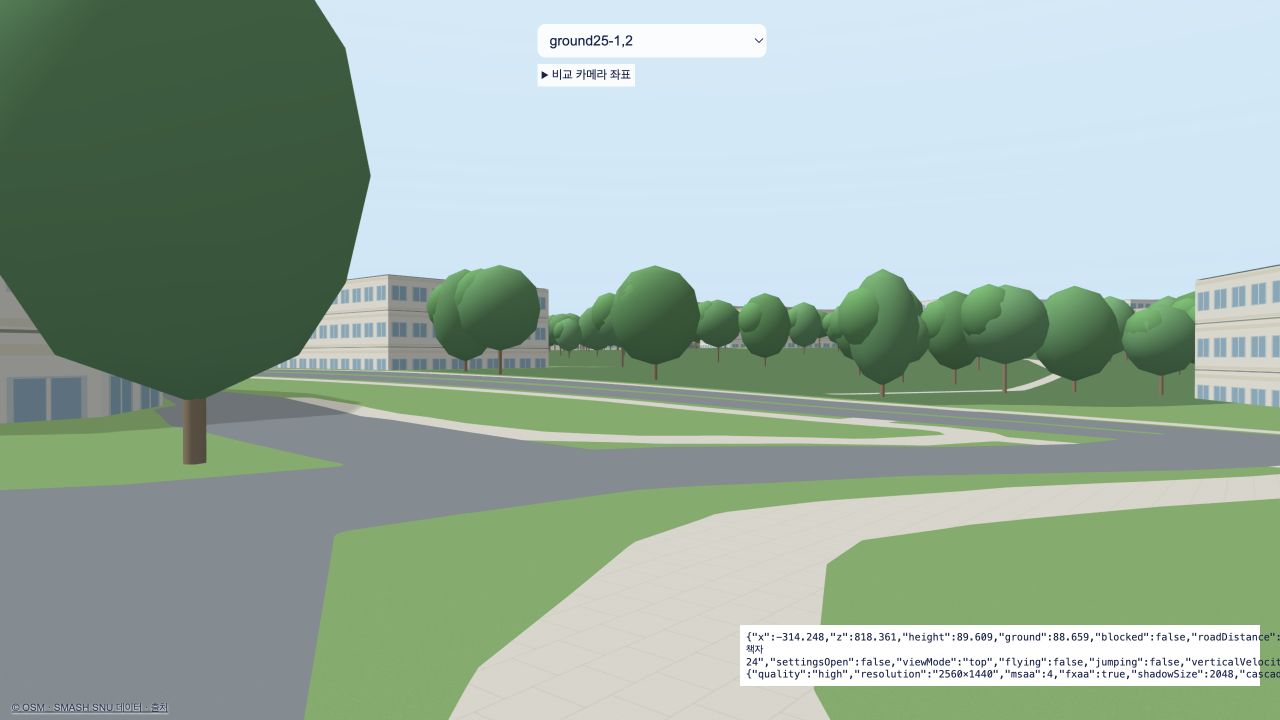 ground25-1,2
▶ 비교 카메라 좌표
{"x":-314.248,"z":818.361,"height":89.609,"ground":88.659,"blocked":false,"roadDistance":
책자
24","settingsOpen":false,"viewMode":"top","flying":false,"jumping":false,"verticalVelocit
{"quality":"high","resolution":"2560×1440","msaa":4,"fxaa":true,"shadowSize":2048,"cascad
© OSM · SMASH SNU 데이터 · 출처